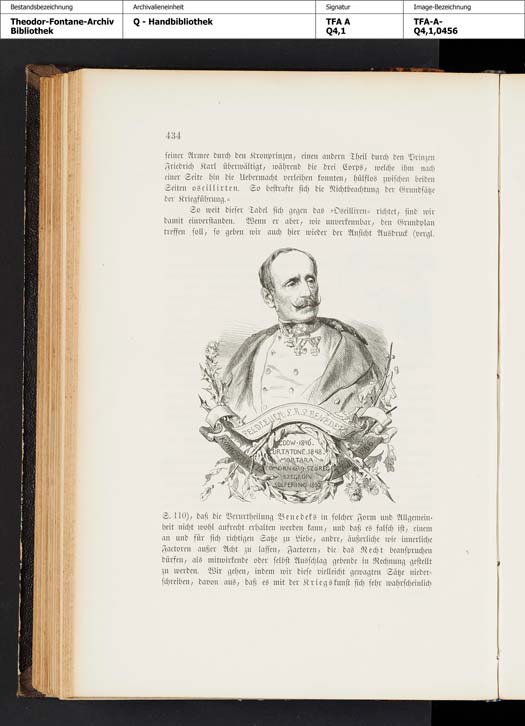 Bestandsbezeichnung
Theodor-Fontane-Archiv
Bibliothek
Archivalieneinheit
Q - Handbibliothek
Signatur
TFA A
Q4,1
Image-Bezeichnung
TFA-A-
Q4,1,0456
434
seiner Armee durch den Kronprinzen, einen andern Theil durch den Prinzen
Friedrich Karl überwältigt, während die drei Corps, welche ihm nach
einer Seite hin die Uebermacht verleihen konnten, hülflos zwischen beiden
Seiten oscillirten. So bestrafte sich die Nichtbeachtung der Grundsätze
der Kriegführung.«
So weit dieser Tadel sich gegen das »Oscilliren« richtet, sind wir
damit einverstanden. Wenn er aber, wie unverkennbar, den Grundplan
treffen soll, so geben wir auch hier wieder der Ansicht Ausdruck (vergl.
BENEDEK
1846.
CURTATONE 1848.
MORTARA
SZEGEDIN
SOLFERINO
S. 110), daß die Verurtheilung Benedeks in solcher Form und Allgemein-
heit nicht wohl aufrecht erhalten werden kann, und daß es falsch ist, einem
an und für sich richtigen Satze zu Liebe, andre, äußerliche wie innerliche
Factoren außer Acht zu lassen, Factoren, die das Recht beanspruchen
dürfen, als mitwirkende oder selbst Ausschlag gebende in Rechnung gestellt
zu werden. Wir gehen, indem wir diese vielleicht gewagten Sätze nieder-
schreiben, davon aus, daß es mit der Kriegskunst sich sehr wahrscheinlich